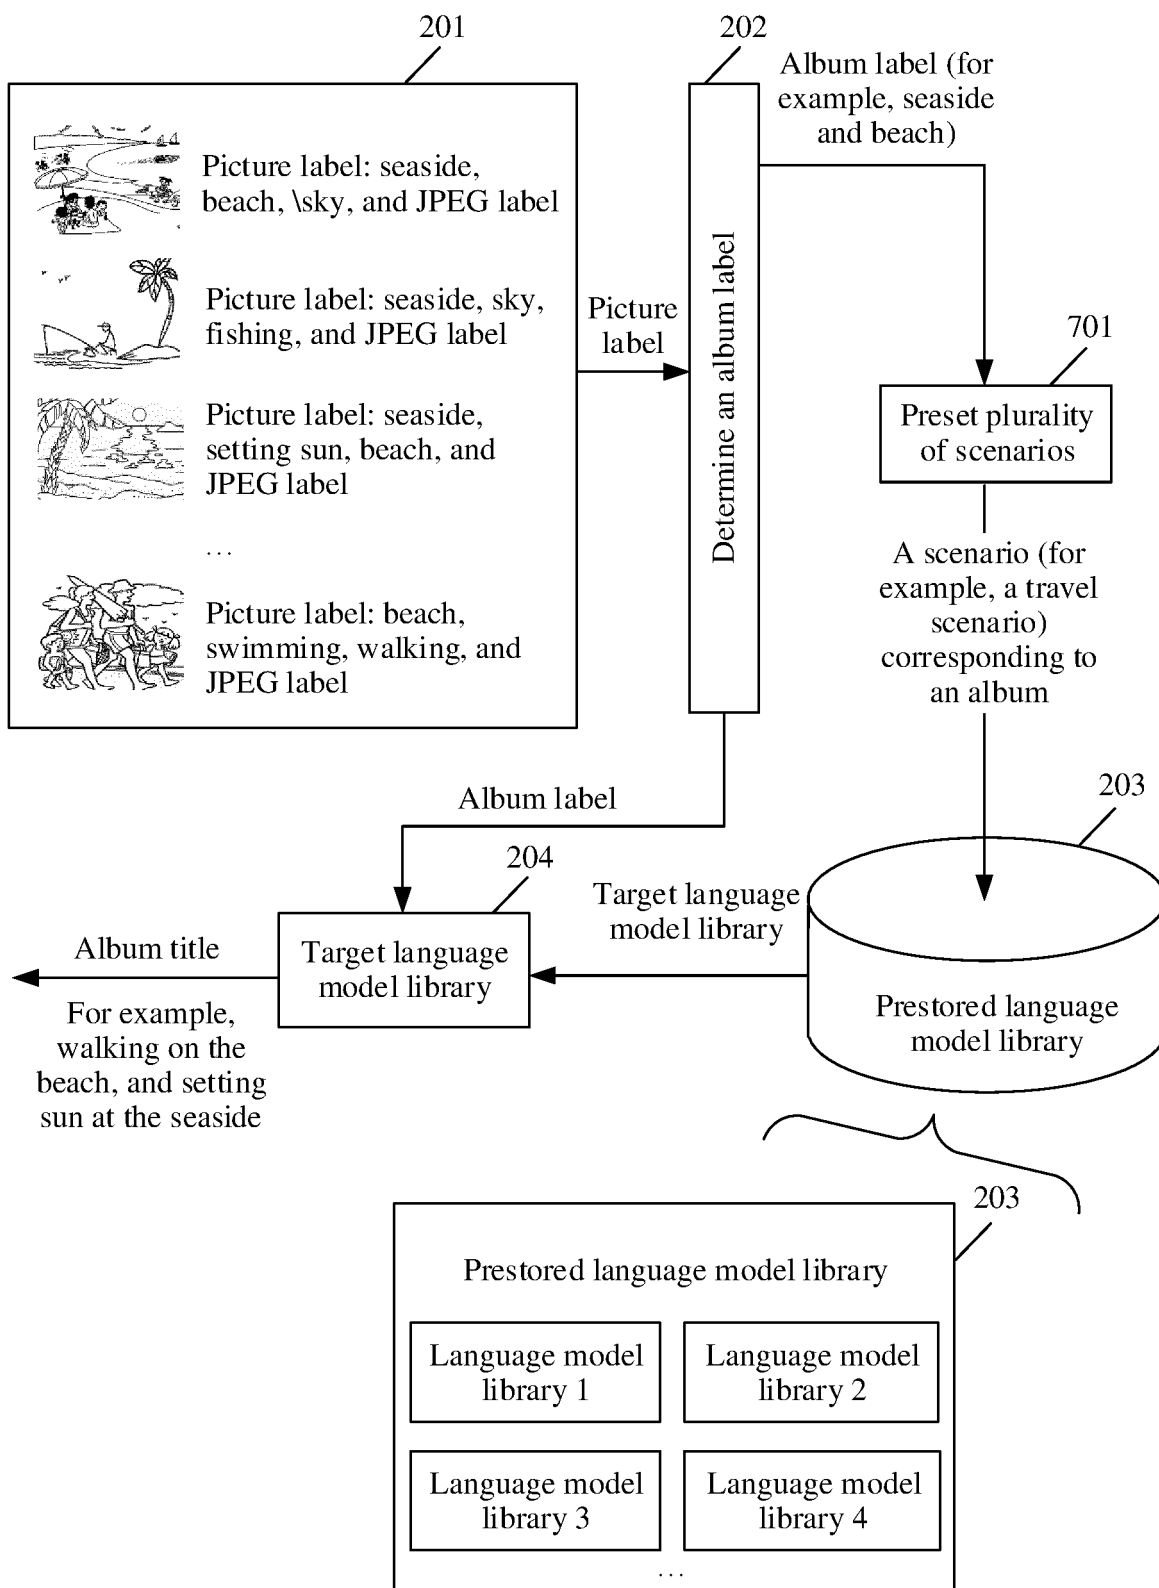 201
202
Album label (for
example, seaside
and beach)
Picture label: seaside,
beach, \sky, and JPEG label
Picture label: seaside, sky,
fishing, and JPEG label
Picture label: seaside,
setting sun, beach, and
JPEG label
...
Picture label: beach,
swimming, walking, and
JPEG label
Picture
label
Determine an album label
701
Preset plurality
of scenarios
A scenario (for
example, a travel
scenario)
corresponding to
an album
203
Album label
204
Target language
model library
Target language
model library
Prestored language
model library
Album title
For example,
walking on the
beach, and setting
sun at the seaside
203
Prestored language model library
Language model
library 1
Language model
library 2
Language model
library 3
Language model
library 4
...